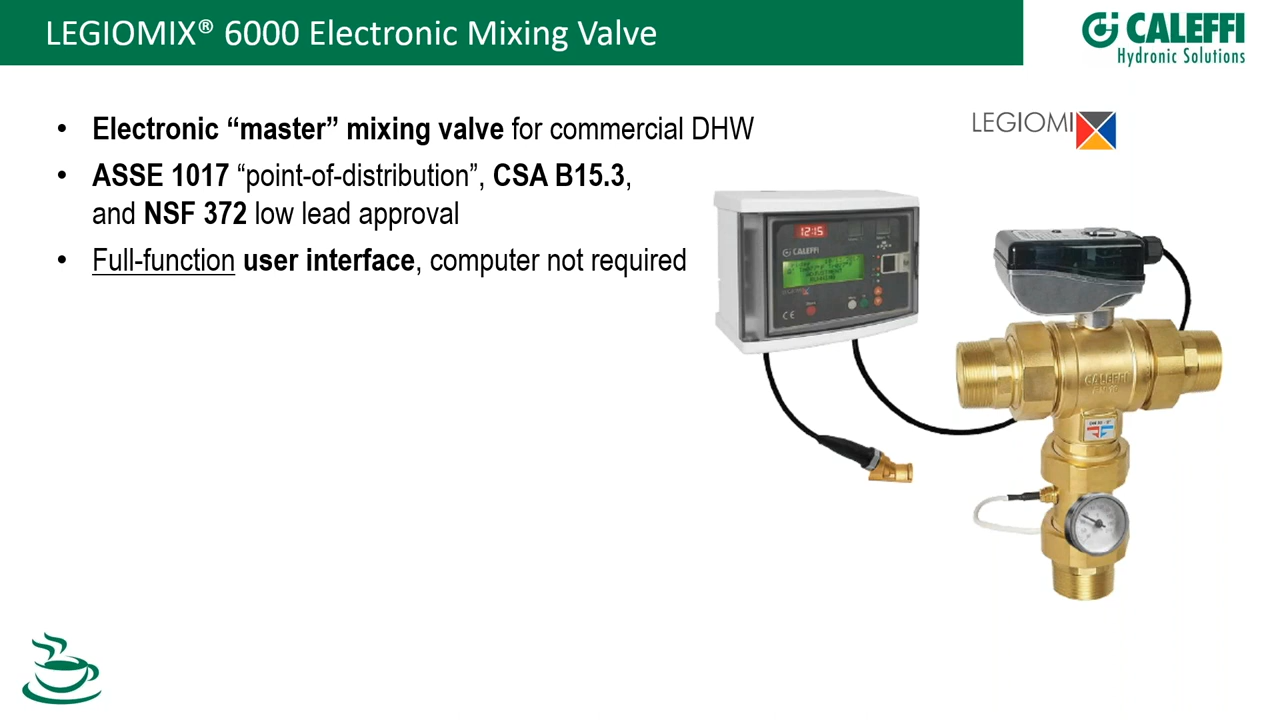 LEGIOMIX® 6000 Electronic Mixing Valve
CALEFFI
Hydronic Solutions
• Electronic “master” mixing valve for commercial DHW
• ASSE 1017 “point-of-distribution”, CSA B15.3,
and NSF 372 low lead approval
• Full-function user interface, computer not required
LEGIOMI
12:15
CALEFFI
CE
CALEFFI